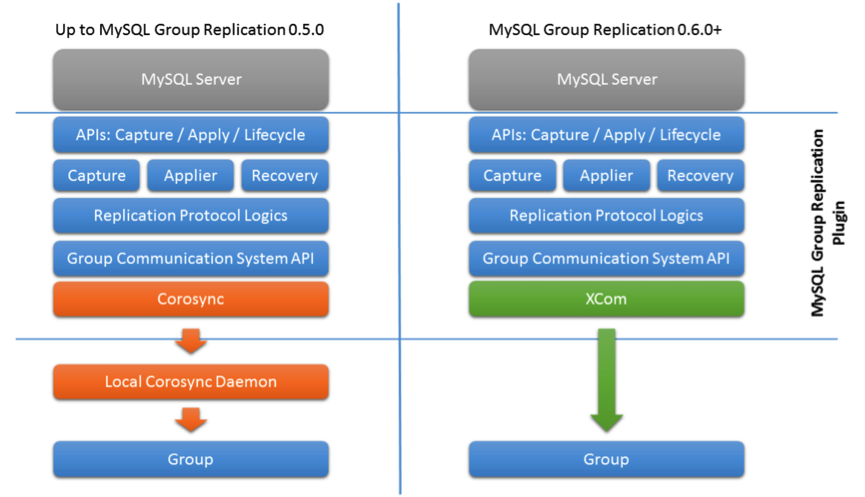 Up to MySQL Group Replication 0.5.0
MySQL Server
APIs: Capture / Apply / Lifecycle
Capture
Applier
Recovery
Replication Protocol Logics
Group Communication System API
Corosync
Local Corosync Daemon
Group
MySQL Group Replication 0.6.0+
MySQL Server
APIs: Capture / Apply / Lifecycle
Capture
Applier
Recovery
Replication Protocol Logics
Group Communication System API
XCom
Group
MySQL Group Replication
Plugin